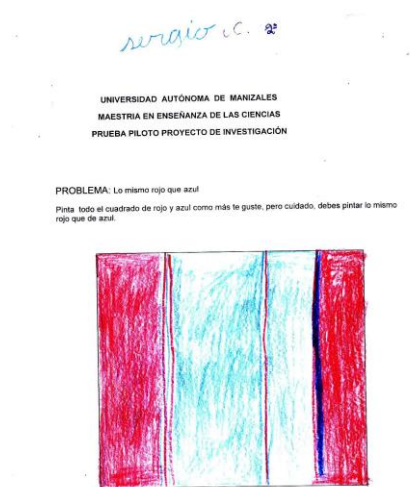 sergio .C. 2º
UNIVERSIDAD AUTÓNOMA DE MANIZALES
MAESTRIA EN ENSEÑANZA DE LAS CIENCIAS
PRUEBA PILOTO PROYECTO DE INVESTIGACIÓN
PROBLEMA: Lo mismo rojo que azul
Pinta todo el cuadrado de rojo y azul como más te guste, pero cuidado, debes pintar lo mismo
rojo que de azul.